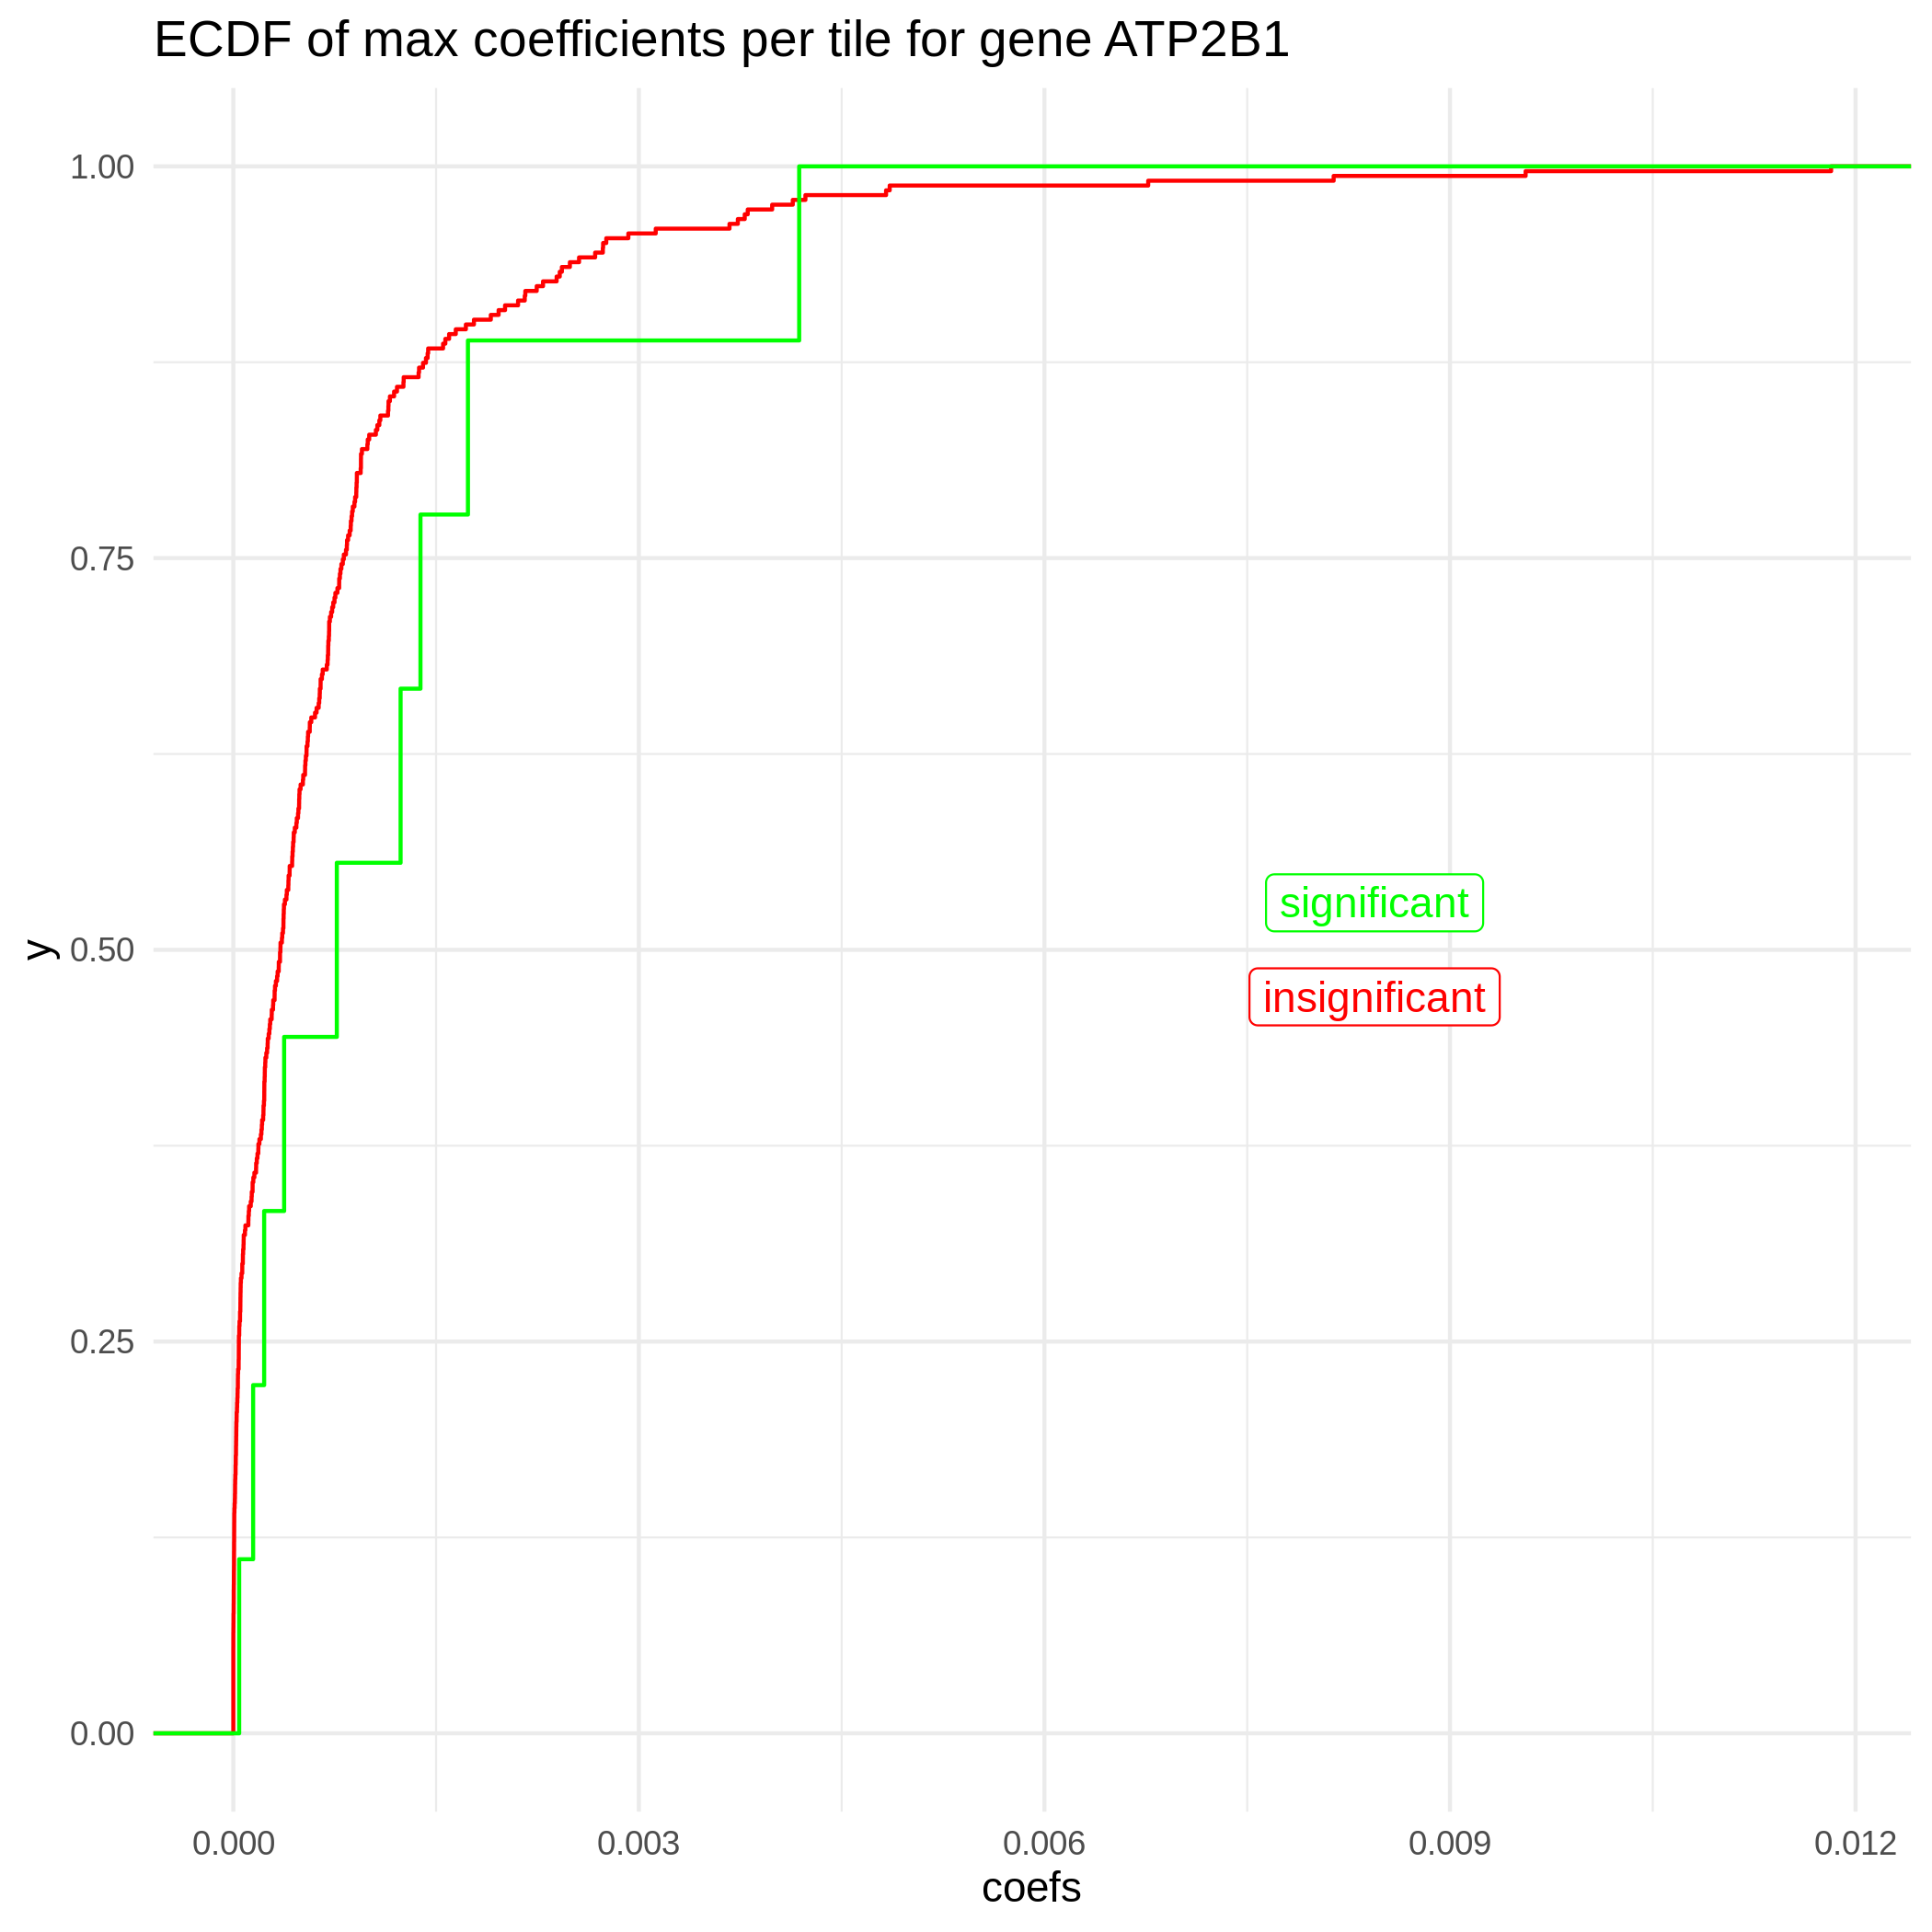 ECDF of max coefficients per tile for gene ATP2B1
1.00
0.75
0.50
0.25
0.00
y
significant
insignificant
0.000 0.003 0.006 0.009 0.012
coefs